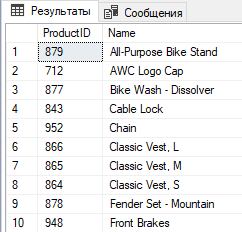 Результаты Сообщения
ProductID Name
1 879 All-Purpose Bike Stand
2 712 AWC Logo Cap
3 877 Bike Wash - Dissolver
4 843 Cable Lock
5 952 Chain
6 866 Classic Vest, L
7 865 Classic Vest, M
8 864 Classic Vest, S
9 878 Fender Set - Mountain
10 948 Front Brakes